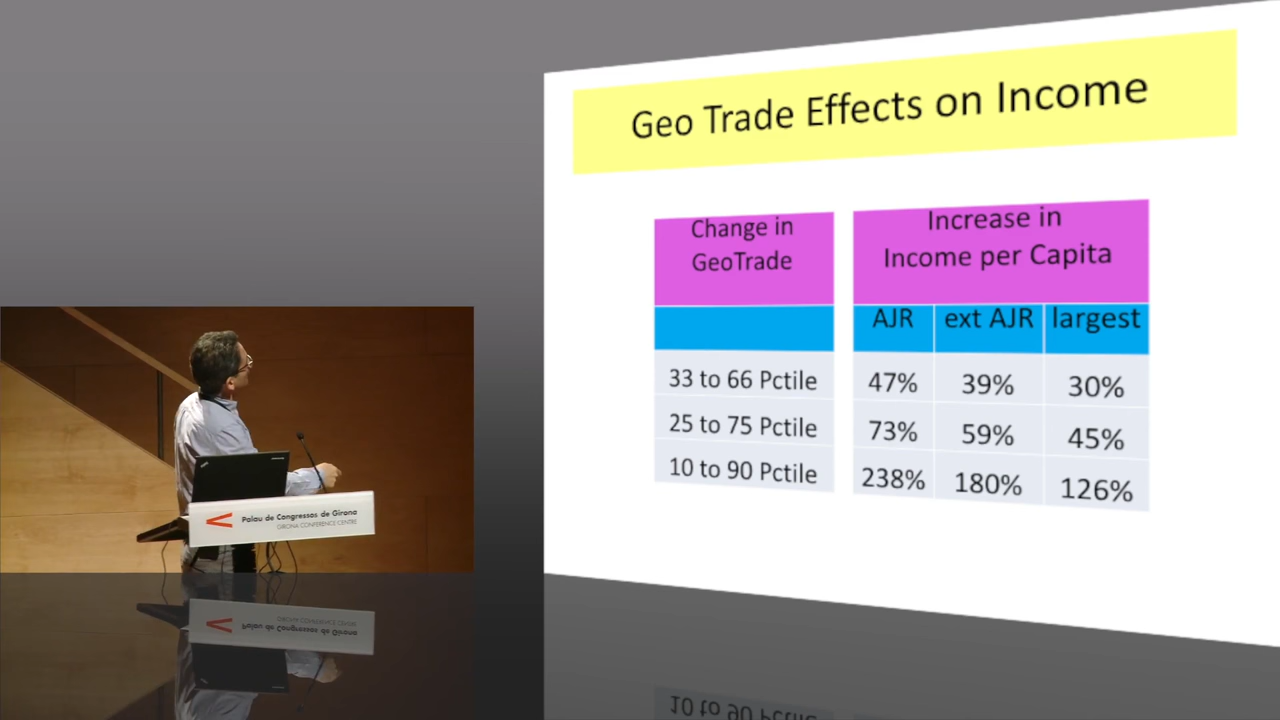 Geo Trade Effects on Income
Change in
GeoTrade
Increase in
Income per Capita
AJR ext AJR largest
33 to 66 Pctile 47% 39% 30%
25 to 75 Pctile 73% 59% 45%
10 to 90 Pctile 238% 180% 126%
Palau de Congressos de Girona
GIRONA CONFERENCE CENTRE